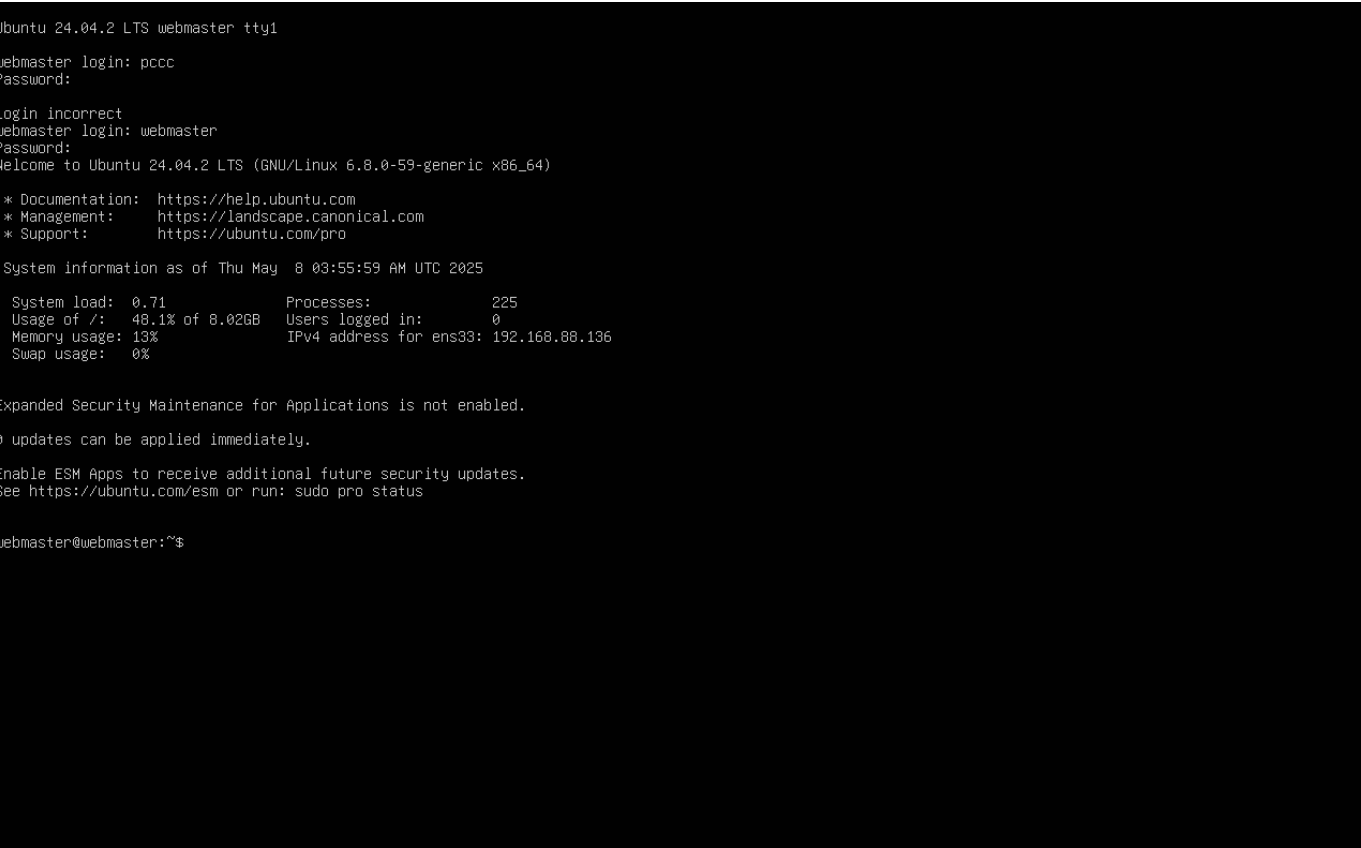 Ubuntu 24.04.2 LTS webmaster tty1
webmaster login: pccc
Password:
Login incorrect
webmaster login: webmaster
Password:
Welcome to Ubuntu 24.04.2 LTS (GNU/Linux 6.8.0-59-generic x86_64)
* Documentation:  https://help.ubuntu.com
* Management:     https://landscape.canonical.com
* Support:        https://ubuntu.com/pro
System information as of Thu May  8 03:55:59 AM UTC 2025
System load:  0.71              Processes:              225
Usage of /:   48.1% of 8.02GB   Users logged in:        0
Memory usage: 13%               IPv4 address for ens33: 192.168.88.136
Swap usage:   0%
Expanded Security Maintenance for Applications is not enabled.
0 updates can be applied immediately.
Enable ESM Apps to receive additional future security updates.
See https://ubuntu.com/esm or run: sudo pro status
webmaster@webmaster:~$